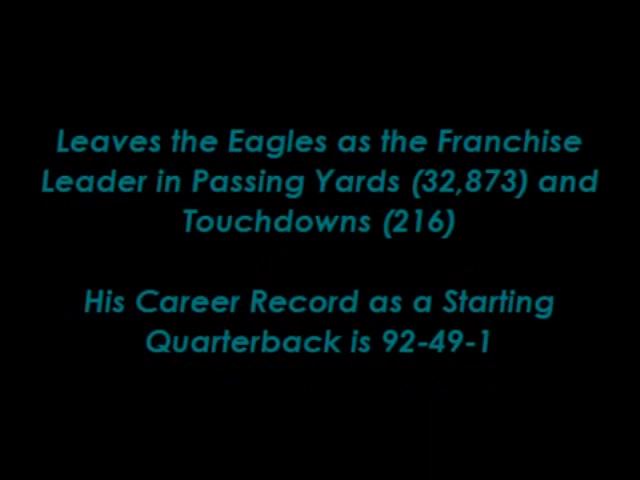 Leaves the Eagles as the Franchise
Leader in Passing Yards (32,873) and
Touchdowns (216)
His Career Record as a Starting
Quarterback is 92-49-1